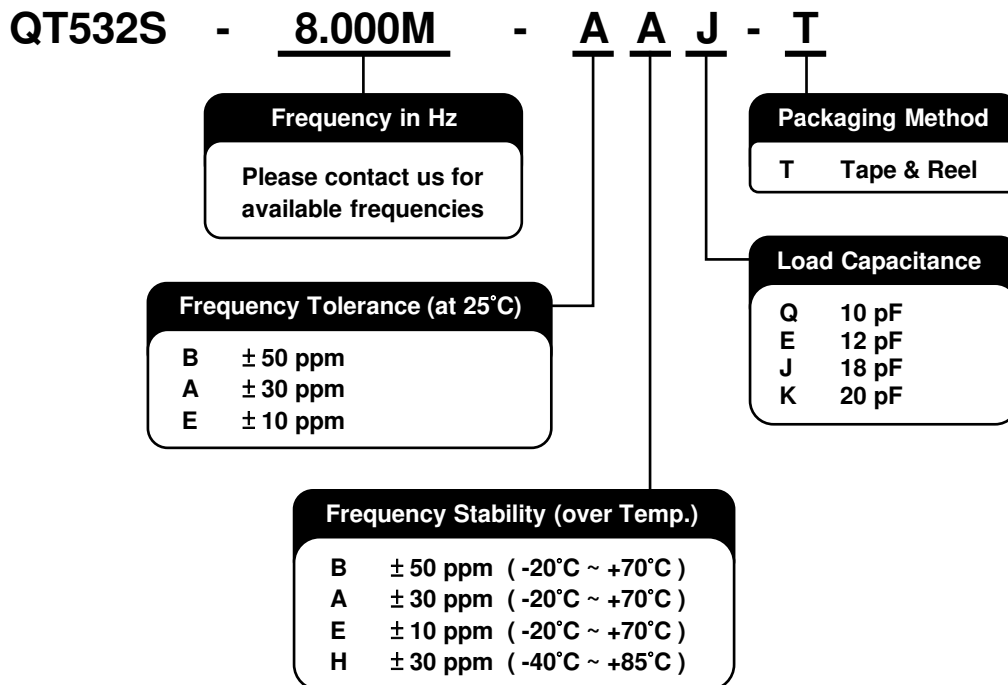 QT532S - 8.000M - A A J - T
Frequency in Hz
Please contact us for
available frequencies
Packaging Method
T Tape & Reel
Load Capacitance
Q 10 pF
E 12 pF
J 18 pF
K 20 pF
Frequency Tolerance (at 25°C)
B ± 50 ppm
A ± 30 ppm
E ± 10 ppm
Frequency Stability (over Temp.)
B ± 50 ppm ( -20°C ~ +70°C )
A ± 30 ppm ( -20°C ~ +70°C )
E ± 10 ppm ( -20°C ~ +70°C )
H ± 30 ppm ( -40°C ~ +85°C )